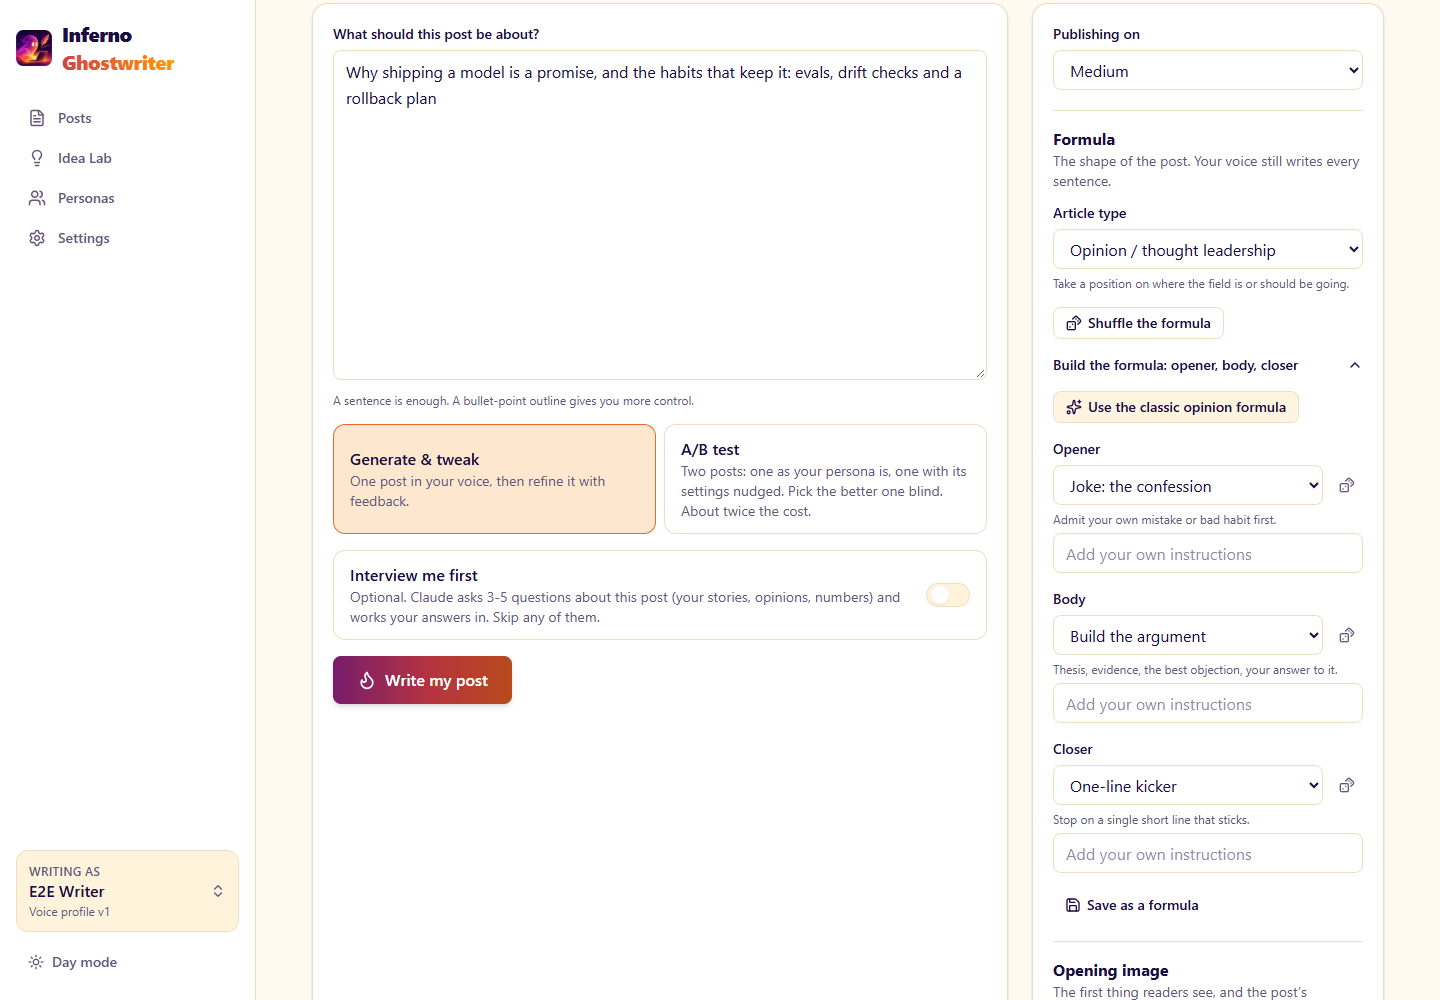 Inferno
Ghostwriter
Posts
Idea Lab
Personas
Settings
WRITING AS
E2E Writer
Voice profile v1
Day mode
What should this post be about?
Why shipping a model is a promise, and the habits that keep it: evals, drift checks and a
rollback plan
A sentence is enough. A bullet-point outline gives you more control.
Generate & tweak
One post in your voice, then refine it with
feedback.
A/B test
Two posts: one as your persona is, one with its
settings nudged. Pick the better one blind.
About twice the cost.
Interview me first
Optional. Claude asks 3-5 questions about this post (your stories, opinions, numbers) and
works your answers in. Skip any of them.
Write my post
Publishing on
Medium
Formula
The shape of the post. Your voice still writes every
sentence.
Article type
Opinion / thought leadership
Take a position on where the field is or should be going.
Shuffle the formula
Build the formula: opener, body, closer
Use the classic opinion formula
Opener
Joke: the confession
Admit your own mistake or bad habit first.
Add your own instructions
Body
Build the argument
Thesis, evidence, the best objection, your answer to it.
Add your own instructions
Closer
One-line kicker
Stop on a single short line that sticks.
Add your own instructions
Save as a formula
Opening image
The first thing readers see, and the post's